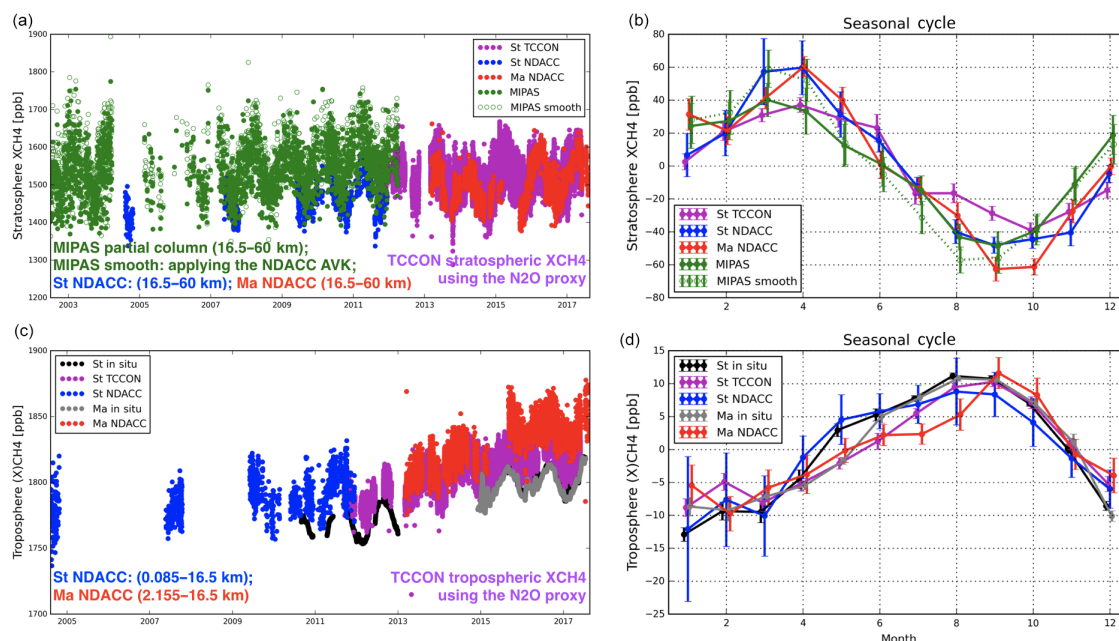 (a)
1900
1800
1700
1600
1500
1400
1300
1200
Stratosphere XCH4 [ppb]
St TCCON
St NDACC
Ma NDACC
MIPAS
MIPAS smooth
MIPAS partial column (16.5–60 km);
MIPAS smooth: applying the NDACC AVK;
St NDACC: (16.5–60 km); Ma NDACC (16.5–60 km)
TCCON stratospheric XCH4
using the N2O proxy
2003 2005 2007 2009 2011 2013 2015 2017
(b)
Seasonal cycle
80
60
40
20
0
−20
−40
−60
−80
Stratosphere XCH4 [ppb]
St TCCON
St NDACC
Ma NDACC
MIPAS
MIPAS smooth
2 4 6 8 10 12
(c)
1900
1850
1800
1750
1700
Troposphere (X)CH4 [ppb]
St in situ
St TCCON
St NDACC
Ma in situ
Ma NDACC
St NDACC: (0.085–16.5 km);
Ma NDACC (2.155–16.5 km)
TCCON tropospheric XCH4
using the N2O proxy
2005 2007 2009 2011 2013 2015 2017
(d)
Seasonal cycle
15
10
5
0
−5
−10
−15
−20
−25
Troposphere (X)CH4 [ppb]
St in situ
St TCCON
St NDACC
Ma in situ
Ma NDACC
2 4 6 8 10 12
Month